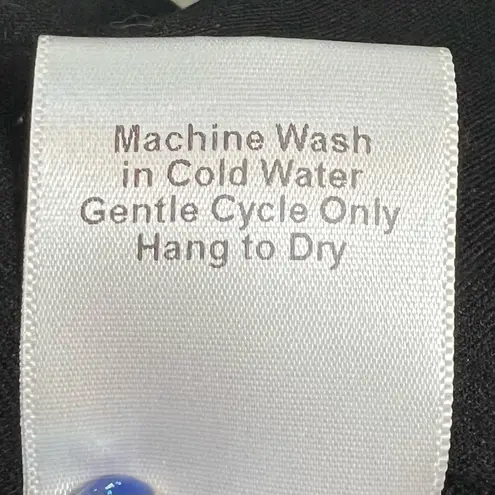 Machine Wash
in Cold Water
Gentle Cycle Only
Hang to Dry